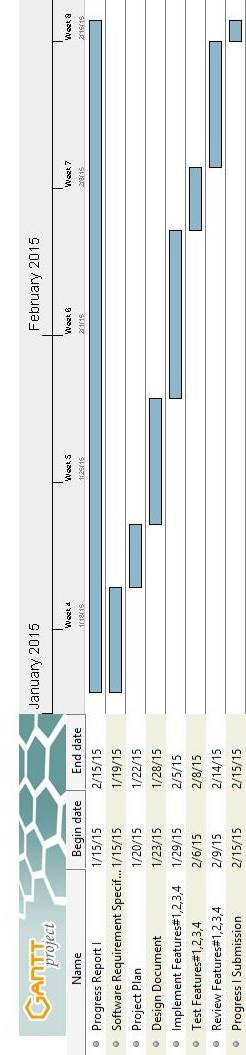 GANTT
project
January 2015
February 2015
Name
Begin date
End date
Week 4
1/18/15
Week 5
1/25/15
Week 6
2/1/15
Week 7
2/8/15
Week 8
2/15/15
Progress Report I 1/15/15 2/15/15
Software Requirement Specif... 1/15/15 1/19/15
Project Plan 1/20/15 1/22/15
Design Document 1/23/15 1/28/15
Implement Features#1,2,3,4 1/29/15 2/5/15
Test Features#1,2,3,4 2/6/15 2/8/15
Review Features#1,2,3,4 2/9/15 2/14/15
Progress I Submission 2/15/15 2/15/15